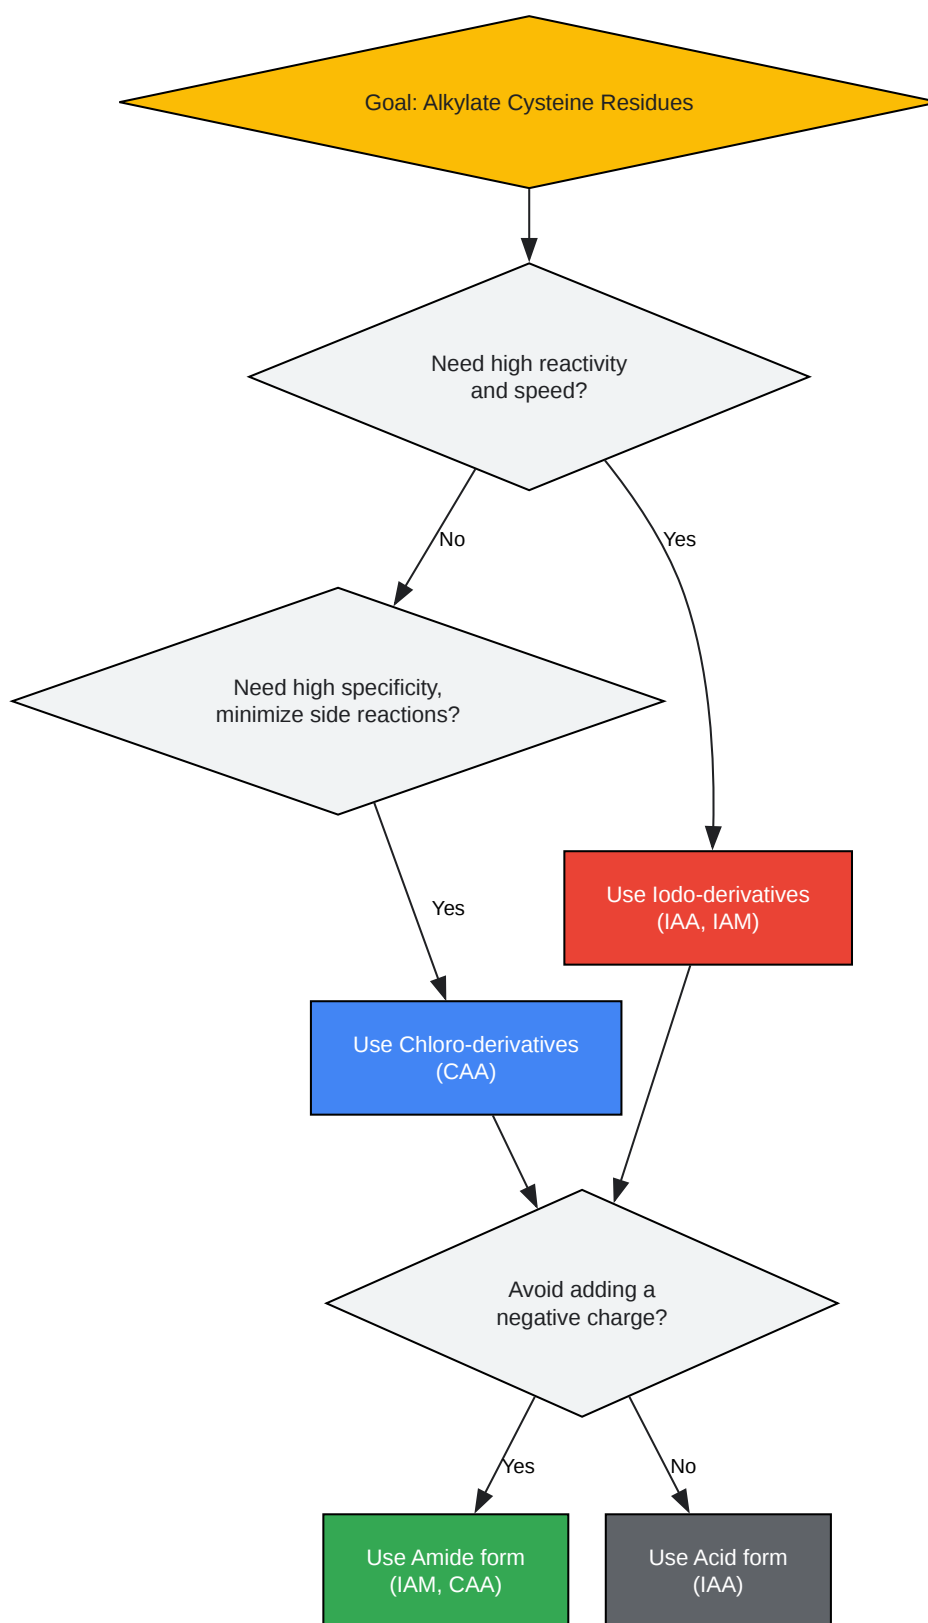 Goal: Alkylate Cysteine Residues
Need high reactivity
and speed?
No
Yes
Need high specificity,
minimize side reactions?
Yes
Use Iodo-derivatives
(IAA, IAM)
Use Chloro-derivatives
(CAA)
Avoid adding a
negative charge?
Yes
No
Use Amide form
(IAM, CAA)
Use Acid form
(IAA)